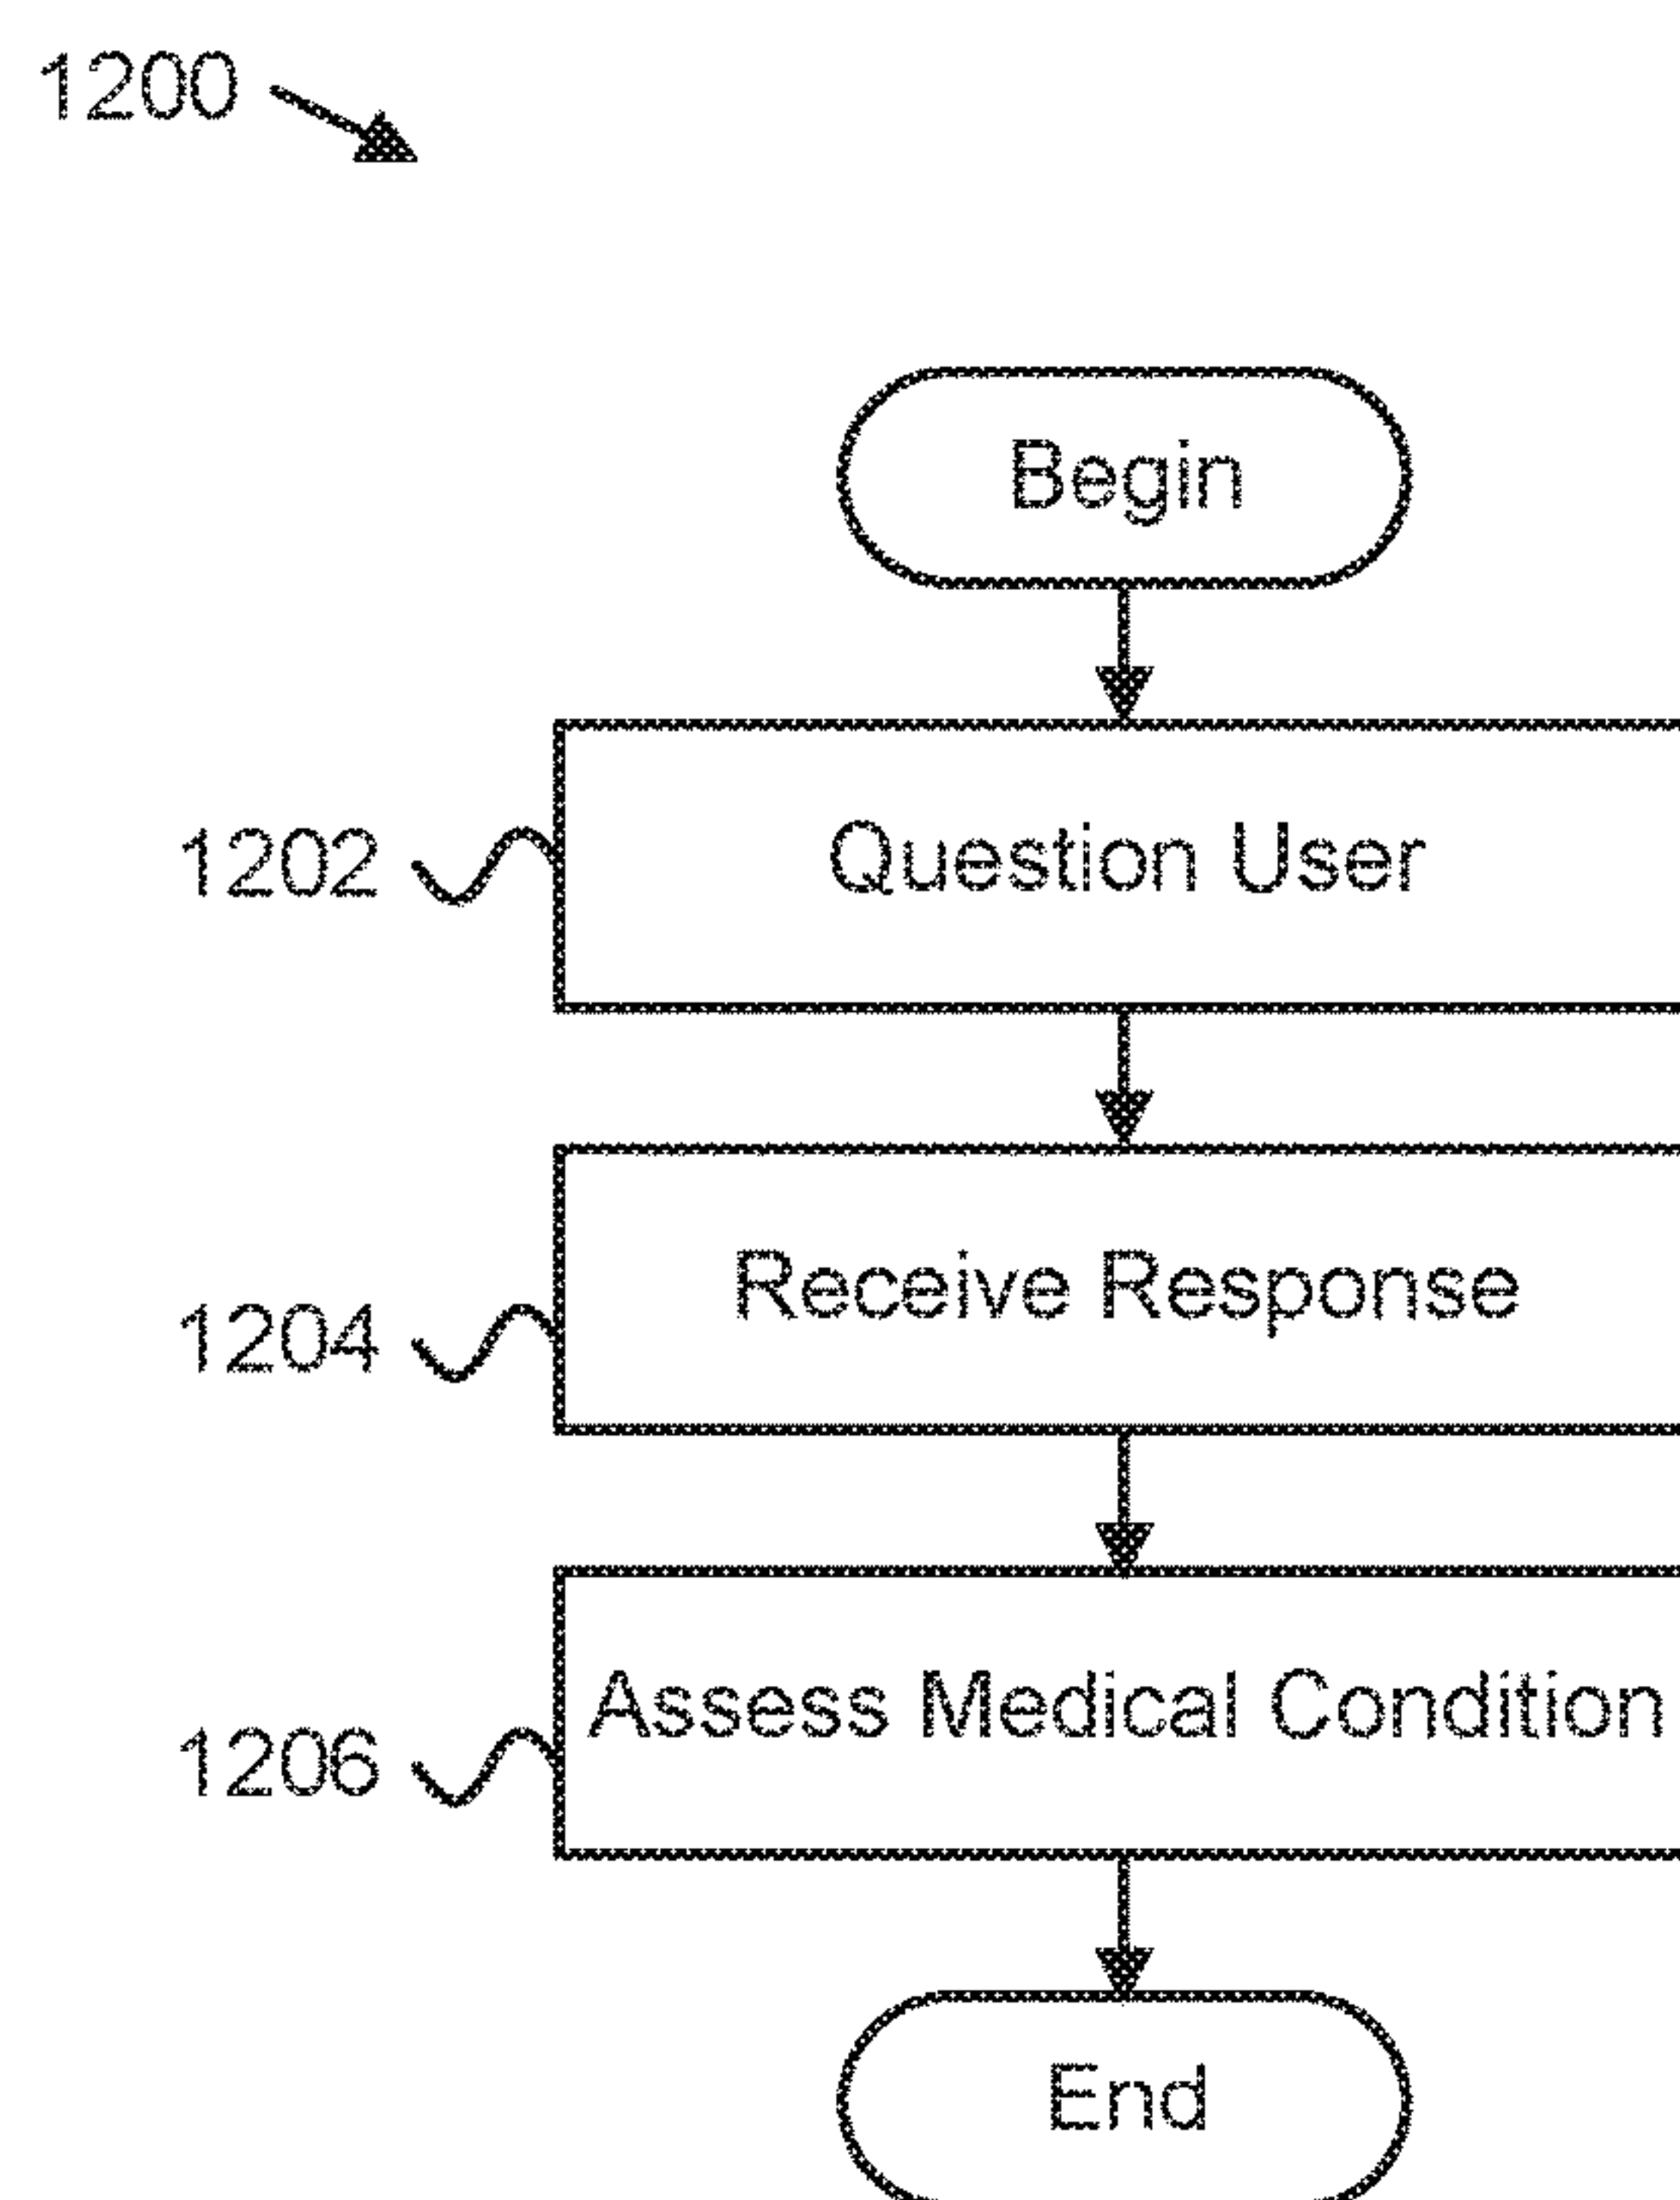 1200
Begin
1202
Question User
1204
Receive Response
1206
Assess Medical Condition
End